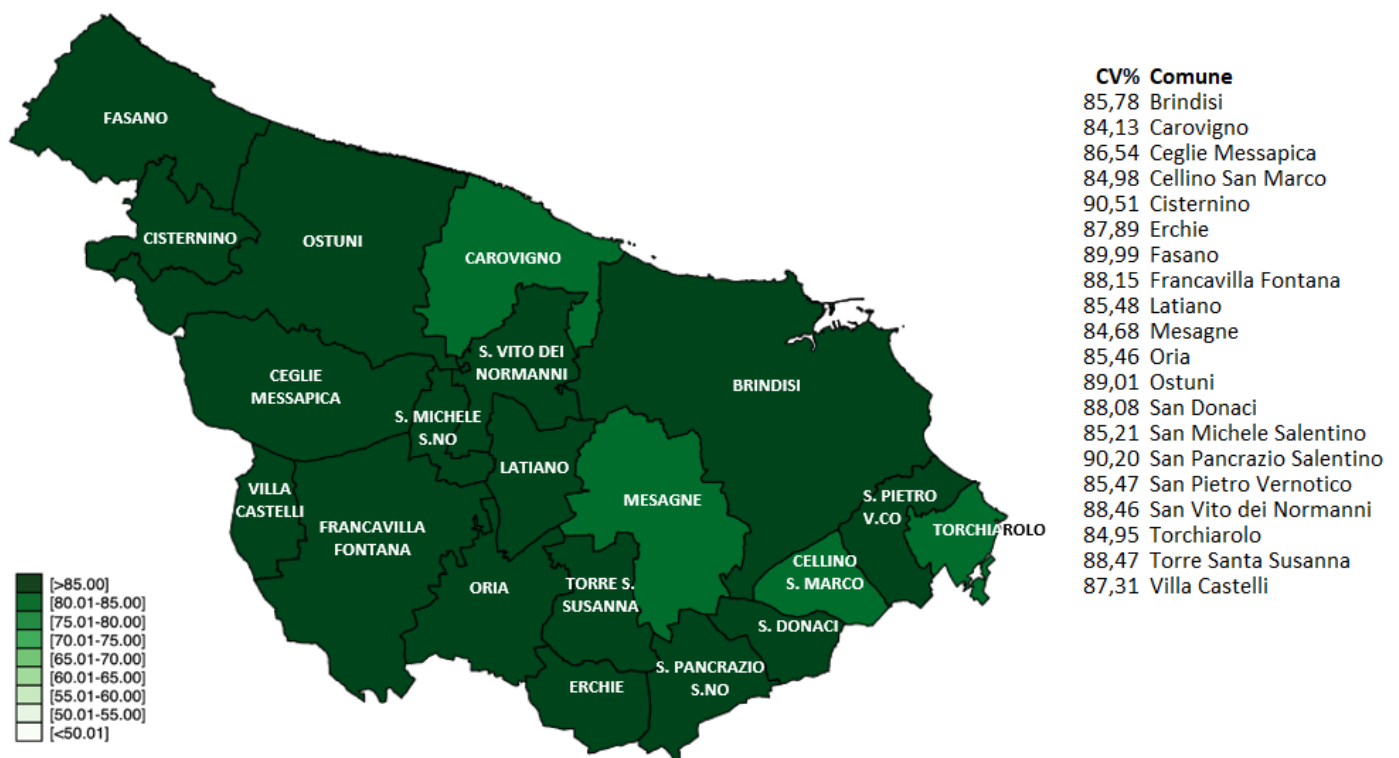 FASANO
CISTERNINO
OSTUNI
CAROVIGNO
S. VITO DEI
NORMANNI
CEGLIE
MESSAPICA
S. MICHELE
S.NO
BRINDISI
LATIANO
VILLA
CASTELLI
MESAGNE
S. PIETRO
V.CO
TORCHIAROLO
FRANCAVILLA
FONTANA
CELLINO
S. MARCO
ORIA
TORRE S.
SUSANNA
S. DONACI
S. PANCRAZIO
S.NO
ERCHIE
[>85.00]
[80.01-85.00]
[75.01-80.00]
[70.01-75.00]
[65.01-70.00]
[60.01-65.00]
[55.01-60.00]
[50.01-55.00]
[<50.01]
CV% Comune
85,78 Brindisi
84,13 Carovigno
86,54 Ceglie Messapica
84,98 Cellino San Marco
90,51 Cisternino
87,89 Erchie
89,99 Fasano
88,15 Francavilla Fontana
85,48 Latiano
84,68 Mesagne
85,46 Oria
89,01 Ostuni
88,08 San Donaci
85,21 San Michele Salentino
90,20 San Pancrazio Salentino
85,47 San Pietro Vernotico
88,46 San Vito dei Normanni
84,95 Torchiarolo
88,47 Torre Santa Susanna
87,31 Villa Castelli